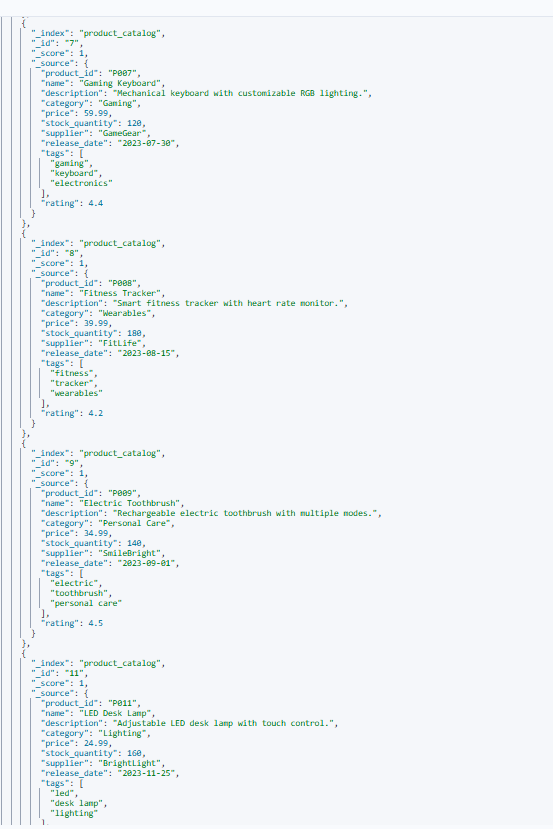 {
"_index": "product_catalog",
"_id": "7",
"_score": 1,
"_source": {
"product_id": "P007",
"name": "Gaming Keyboard",
"description": "Mechanical keyboard with customizable RGB lighting.",
"category": "Gaming",
"price": 59.99,
"stock_quantity": 120,
"supplier": "GameGear",
"release_date": "2023-07-30",
"tags": [
"gaming",
"keyboard",
"electronics"
],
"rating": 4.4
}
},
{
"_index": "product_catalog",
"_id": "8",
"_score": 1,
"_source": {
"product_id": "P008",
"name": "Fitness Tracker",
"description": "Smart fitness tracker with heart rate monitor.",
"category": "Wearables",
"price": 39.99,
"stock_quantity": 180,
"supplier": "FitLife",
"release_date": "2023-08-15",
"tags": [
"fitness",
"tracker",
"wearables"
],
"rating": 4.2
}
},
{
"_index": "product_catalog",
"_id": "9",
"_score": 1,
"_source": {
"product_id": "P009",
"name": "Electric Toothbrush",
"description": "Rechargeable electric toothbrush with multiple modes.",
"category": "Personal Care",
"price": 34.99,
"stock_quantity": 140,
"supplier": "SmileBright",
"release_date": "2023-09-01",
"tags": [
"electric",
"toothbrush",
"personal care"
],
"rating": 4.5
}
},
{
"_index": "product_catalog",
"_id": "11",
"_score": 1,
"_source": {
"product_id": "P011",
"name": "LED Desk Lamp",
"description": "Adjustable LED desk lamp with touch control.",
"category": "Lighting",
"price": 24.99,
"stock_quantity": 160,
"supplier": "BrightLight",
"release_date": "2023-11-25",
"tags": [
"led",
"desk lamp",
"lighting"
],